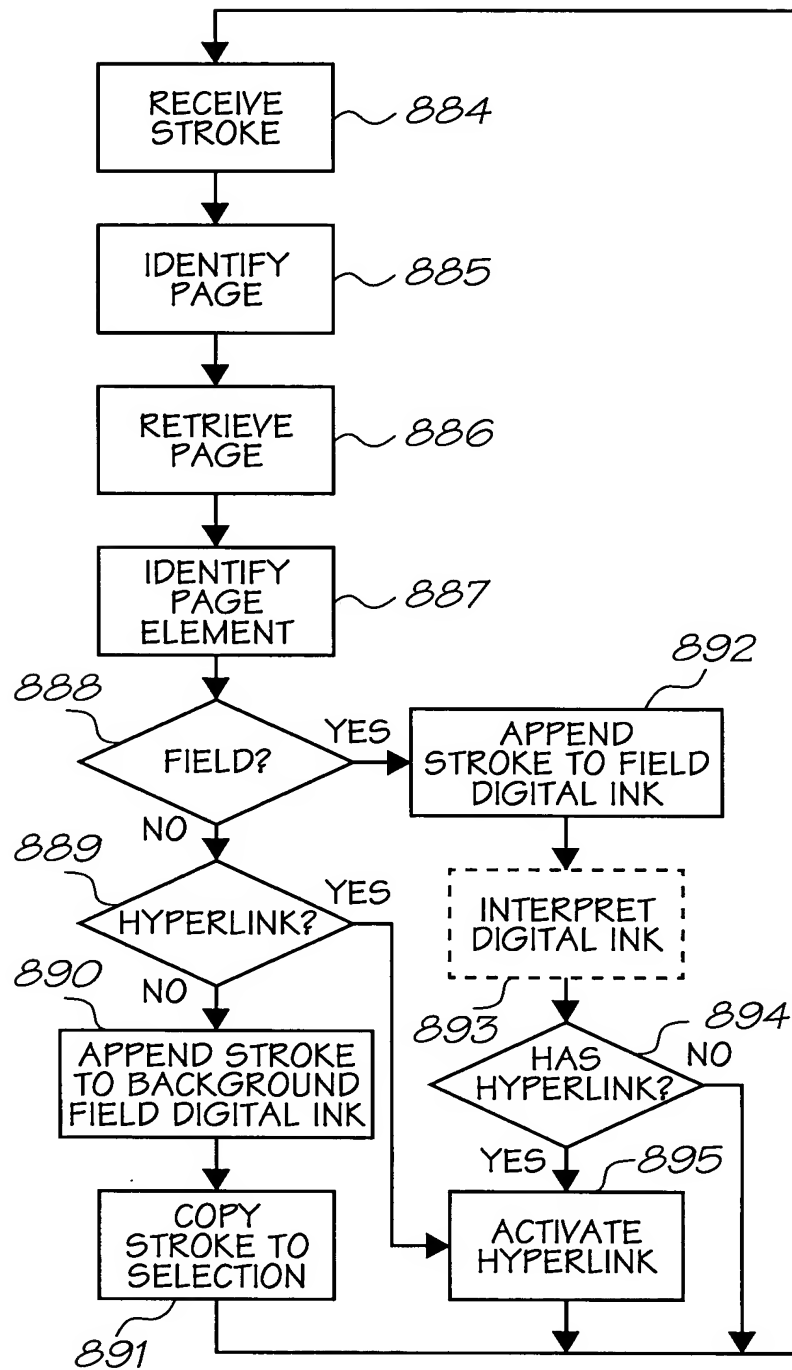 RECEIVE
STROKE
884
IDENTIFY
PAGE
885
RETRIEVE
PAGE
886
IDENTIFY
PAGE
ELEMENT
887
888
FIELD?
YES
NO
892
APPEND
STROKE TO FIELD
DIGITAL INK
889
HYPERLINK?
YES
NO
INTERPRET
DIGITAL INK
893
890
APPEND STROKE
TO BACKGROUND
FIELD DIGITAL INK
894
HAS
HYPERLINK?
NO
YES
895
COPY
STROKE TO
SELECTION
891
ACTIVATE
HYPERLINK